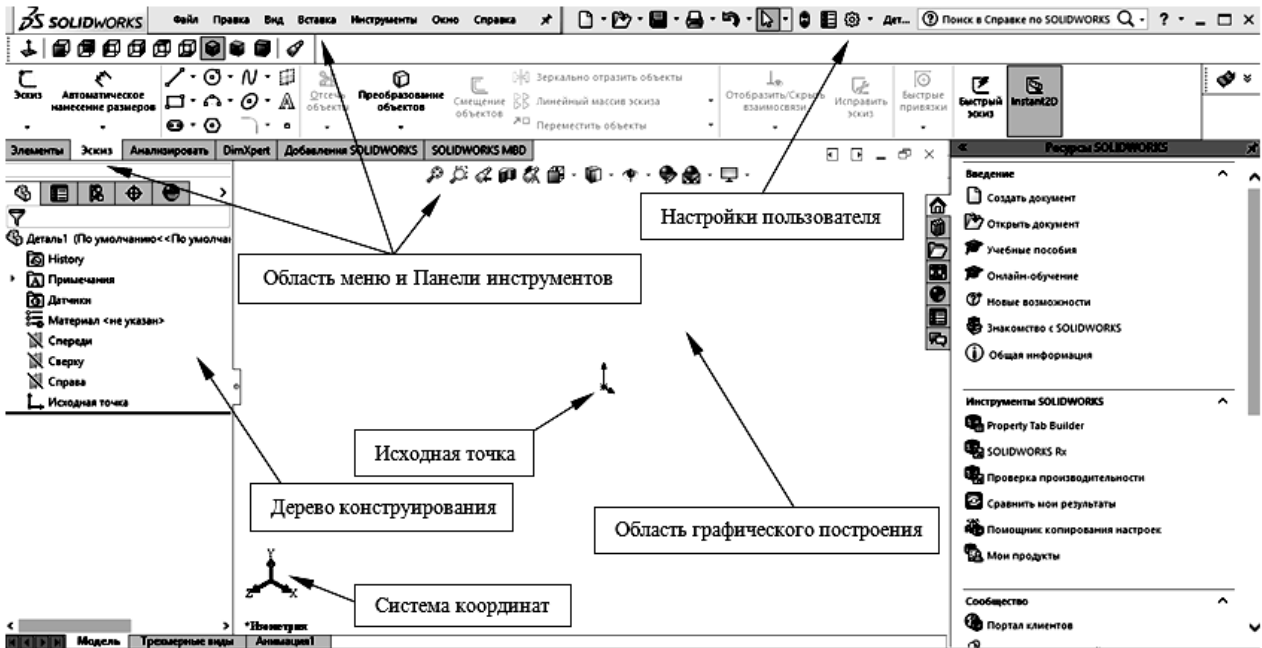 SOLIDWORKS Файл Правка Вид Вставка Инструменты Окно Справка Дет... Поиск в Справке по SOLIDWORKS ?
Эскиз
Автоматическое нанесение размеров
Отсечь объекты
Преобразование объектов
Смещение объектов
Зеркально отразить объекты
Линейный массив эскиза
Переместить объекты
Отобразить/Скрыть взаимосвязи
Исправить эскиз
Быстрые привязки
Быстрый эскиз
Instant2D
Элементы Эскиз Анализировать DimXpert Добавления SOLIDWORKS SOLIDWORKS MBD
Деталь1 (По умолчанию<<По умолчан
History
Примечания
Датчики
Материал <не указан>
Спереди
Сверху
Справа
Исходная точка
Область меню и Панели инструментов
Настройки пользователя
Исходная точка
Дерево конструирования
Область графического построения
Система координат
Y
Z
X
*Изометрия
Модель Трехмерные виды Анимация1
Ресурсы SOLIDWORKS
Введение
Создать документ
Открыть документ
Учебные пособия
Онлайн-обучение
Новые возможности
Знакомство с SOLIDWORKS
Общая информация
Инструменты SOLIDWORKS
Property Tab Builder
SOLIDWORKS Rx
Проверка производительности
Сравнить мои результаты
Помощник копирования настроек
Мои продукты
Сообщество
Портал клиентов